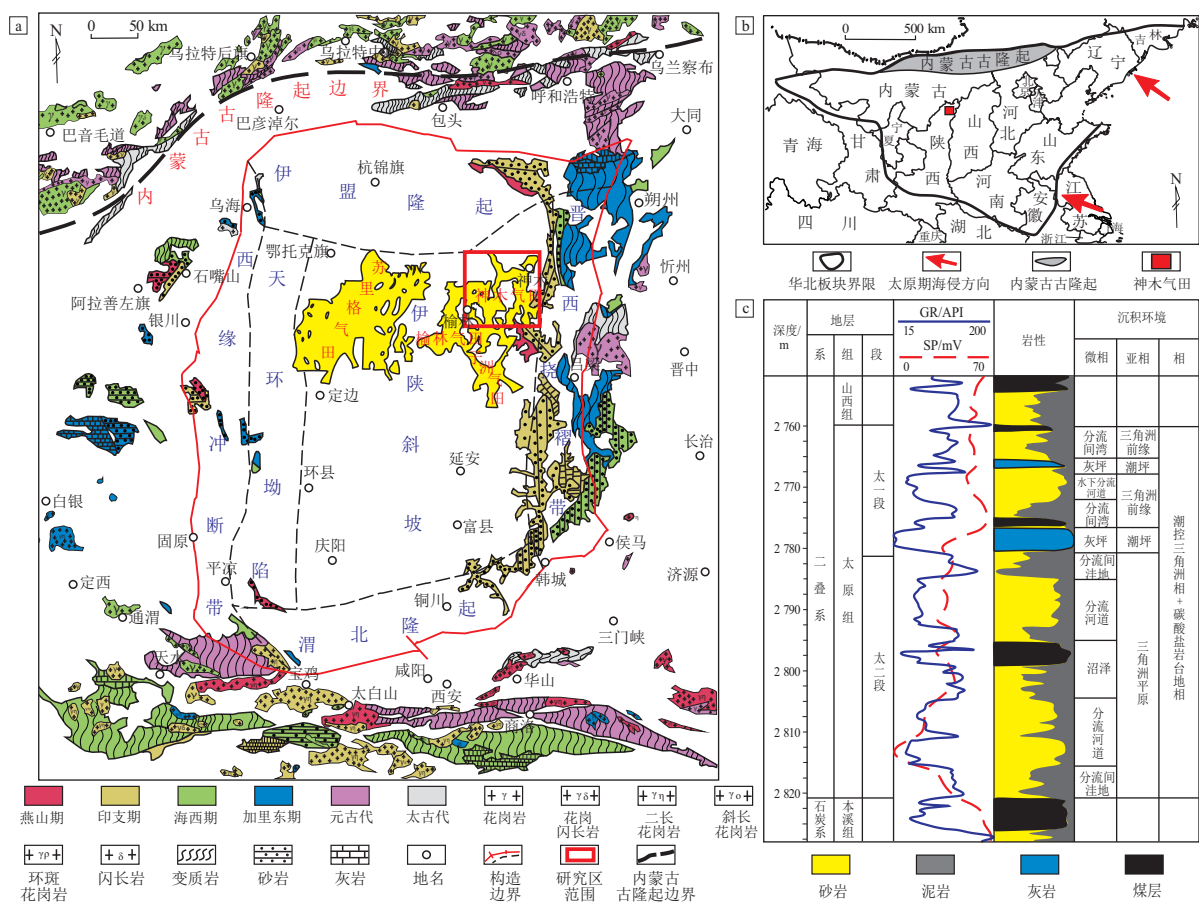 a
N
0 50 km
乌拉特后旗
乌拉特中旗
乌兰察布
呼和浩特
大同
包头
巴彦淖尔
巴音毛道
内蒙古古隆起边界
杭锦旗
伊盟隆起
乌海
朔州
忻州
鄂托克旗
石嘴山
阿拉善左旗
银川
神木
神木气田
苏里格气田
榆林气田
定边
吕梁
晋中
长治
延安
环县
富县
白银
固原
庆阳
平凉
定西
通渭
侯马
韩城
济源
铜川
三门峡
天水
宝鸡
咸阳
西安
华山
太白山
商洛
西缘冲断带
天环坳陷
伊陕斜坡
晋西挠褶带
渭北隆起
燕山期
印支期
海西期
加里东期
元古代
太古代
γ
花岗岩
γδ
花岗
闪长岩
γη
二长
花岗岩
γο
斜长
花岗岩
γρ
环斑
花岗岩
δ
闪长岩
变质岩
砂岩
灰岩
地名
构造
边界
研究区
范围
内蒙古
古隆起边界
b
0 500 km
内蒙古古隆起
吉林
辽宁
内蒙古
北京
天津
河北
山西
山东
宁夏
陕西
甘肃
青海
河南
江苏
安徽
四川
重庆
湖北
浙江
上海
N
华北板块界限
太原期海侵方向
内蒙古古隆起
神木气田
c
深度/
m
地层
系
组
段
GR/API
15 200
SP/mV
0 70
岩性
沉积环境
微相
亚相
相
2 760
2 770
2 780
2 790
2 800
2 810
2 820
二叠系
石炭系
山西组
太原组
本溪组
太一段
太二段
分流
间湾
灰坪
水下分流
河道
分流
间湾
灰坪
分流间
洼地
分流
河道
沼泽
分流
河道
分流间
洼地
三角洲
前缘
潮坪
三角洲
前缘
潮坪
三角洲平原
潮控三角洲相+碳酸盐岩台地相
砂岩
泥岩
灰岩
煤层